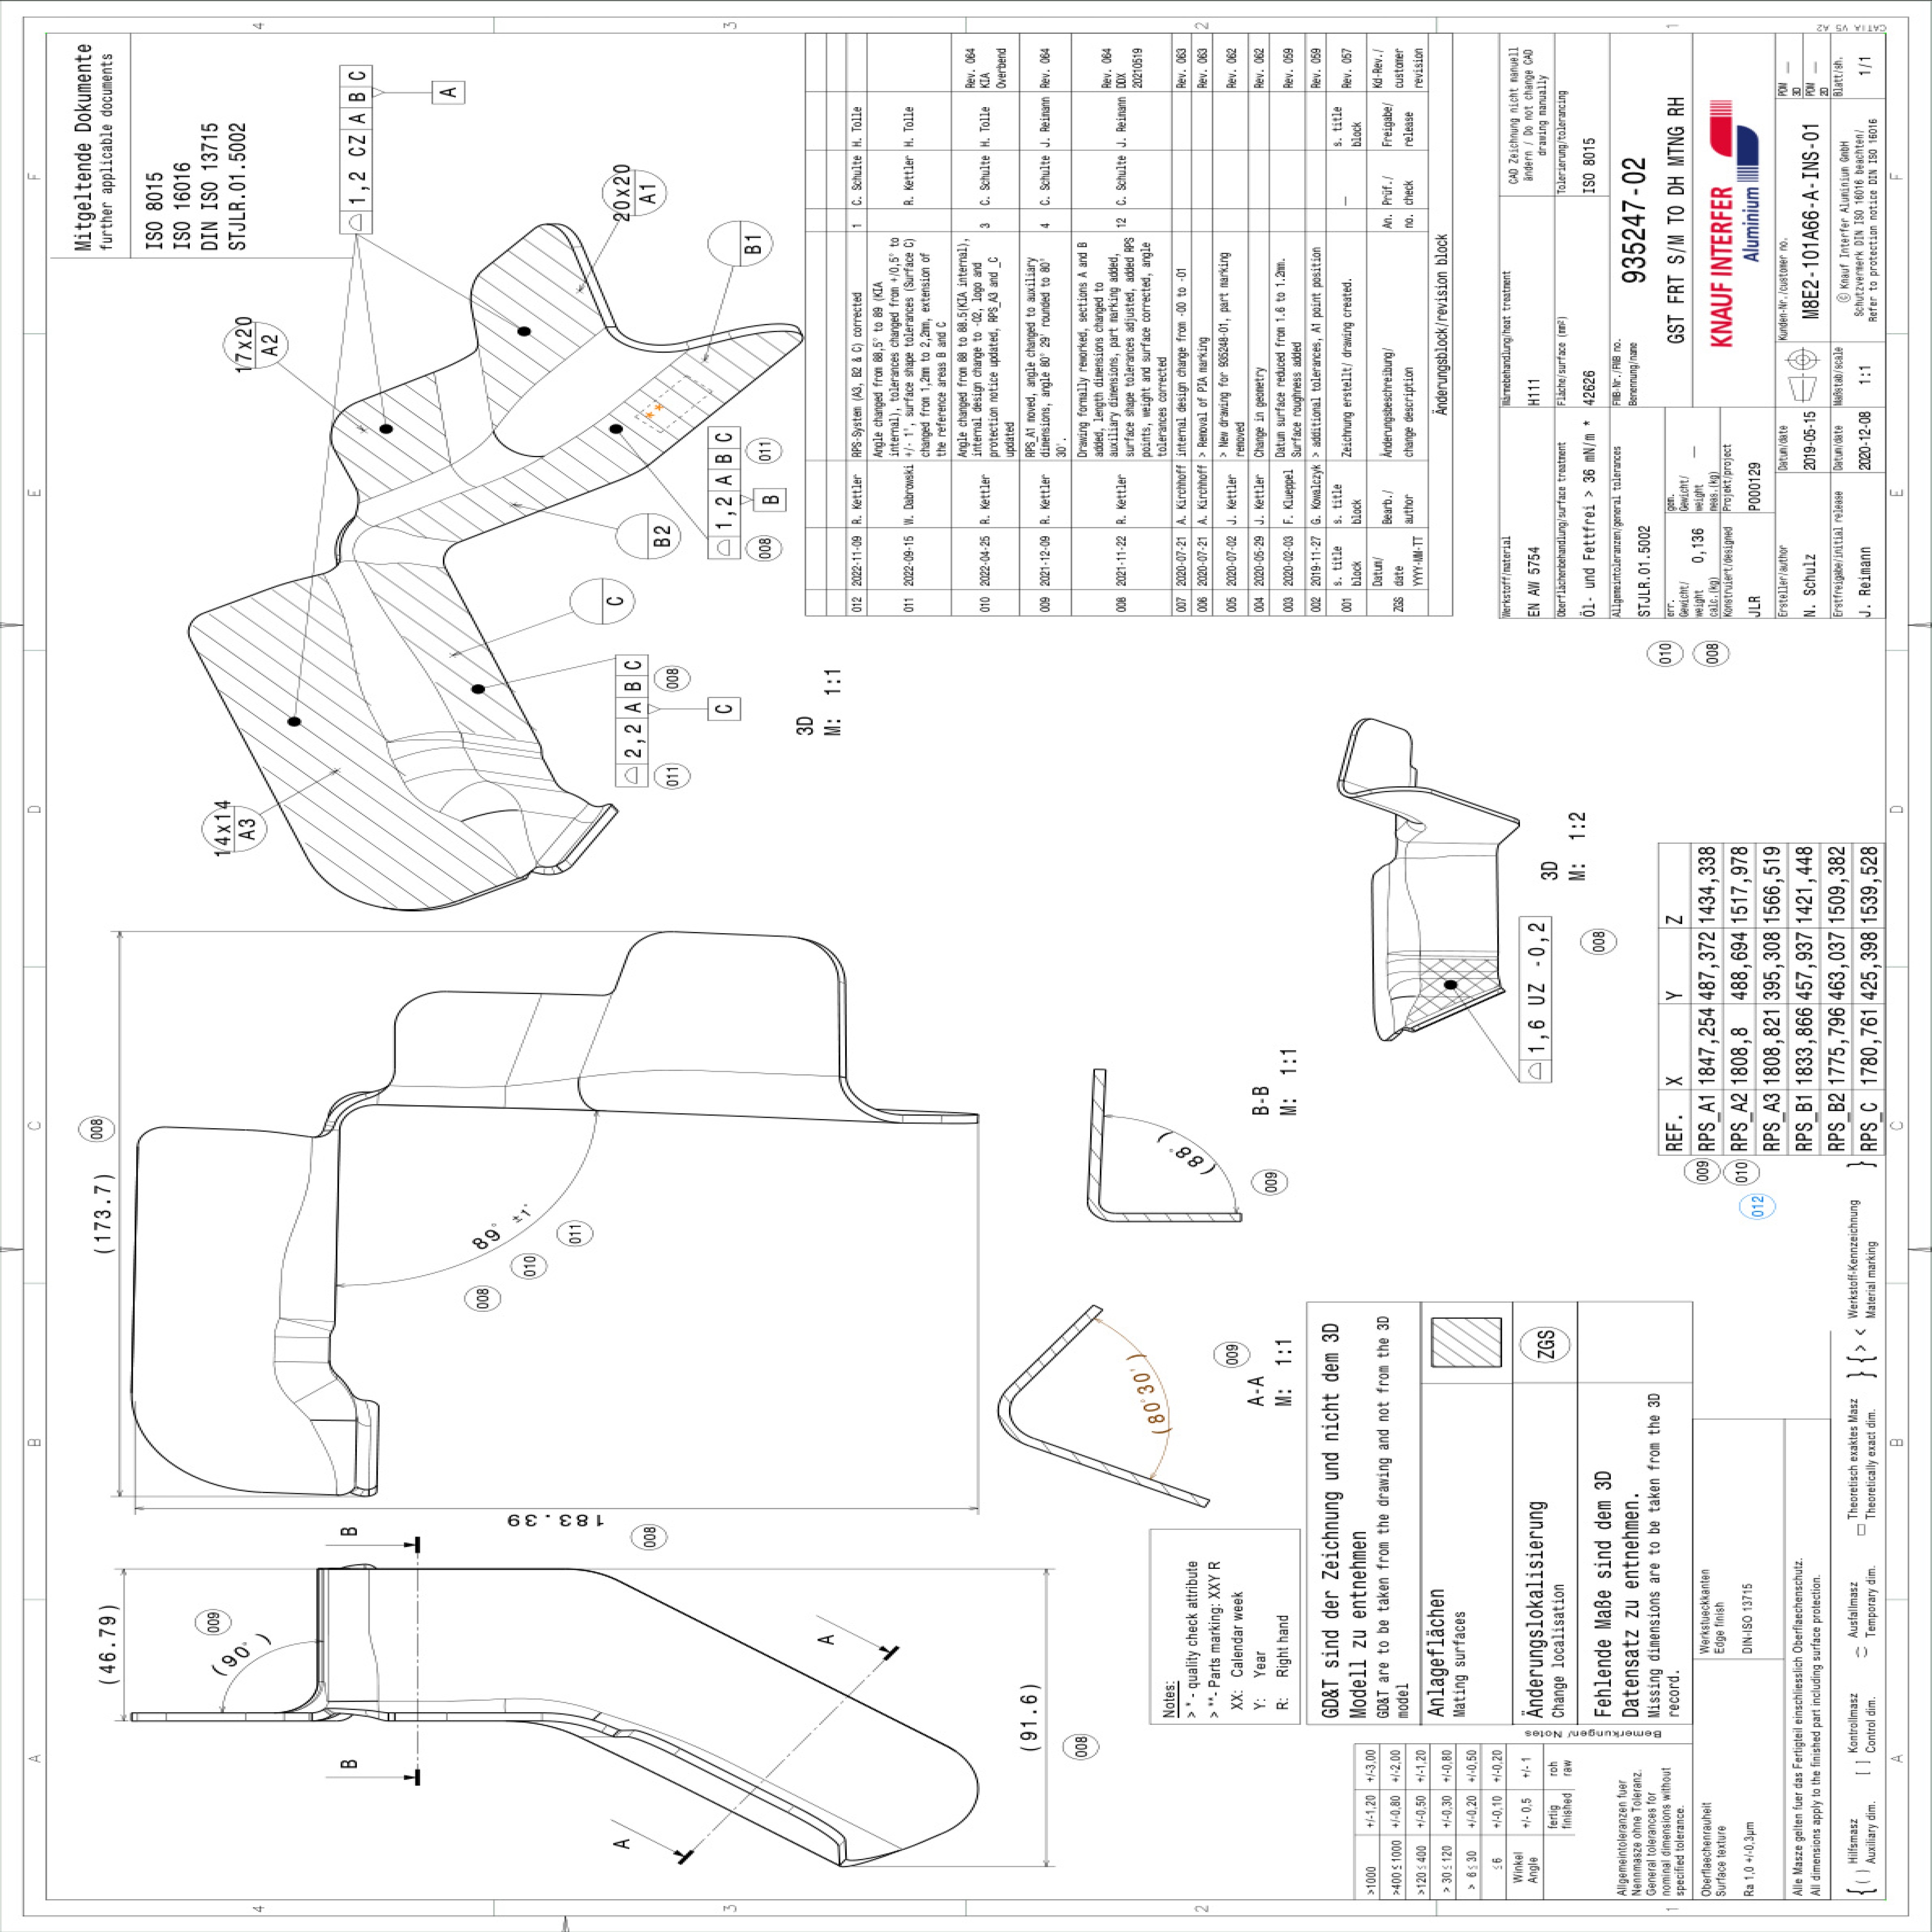 Mitgeltende Dokumente
further applicable documents
ISO 8015
ISO 16016
DIN ISO 13715
STJLR.01.5002
1,2 CZ A B C
A
20x20
A1
17x20
A2
14x14
A3
B1
B2
C
1,2 A B C
B
008
011
2,2 A B C
C
011
008
3D
M: 1:1
(173.7)
008
89° ±1°
008
010
011
183.39
008
(46.79)
(90°)
009
B
B
A
A
(91.6)
008
(80°30')
009
A-A
M: 1:1
(88°)
009
B-B
M: 1:1
1,6 UZ -0,2
008
3D
M: 1:2
012 2022-11-09 R. Kettler RPS-System (A3, B2 & C) corrected 1 C. Schulte H. Tolle
011 2022-09-15 W. Dabrowski Angle changed from 88,5° to 89 (KIA
internal), tolerances changed from +/0,5° to
+/- 1°, surface shape tolerances (Surface C)
changed from 1,2mm to 2,2mm, extension of
the reference areas B and C
R. Kettler H. Tolle
010 2022-04-25 R. Kettler Angle changed from 88 to 88.5(KIA internal),
internal design change to -02, logo and
protection notice updated, RPS_A3 and _C
updated
3 C. Schulte H. Tolle Rev. 064
KIA
Overbend
009 2021-12-09 R. Kettler RPS_A1 moved, angle changed to auxiliary
dimensions, angle 80° 29' rounded to 80°
30'.
4 C. Schulte J. Reimann Rev. 064
008 2021-11-22 R. Kettler Drawing formally reworked, sections A and B
added, length dimensions changed to
auxiliary dimensions, part marking added,
surface shape tolerances adjusted, added RPS
points, weight and surface corrected, angle
tolerances corrected
12 C. Schulte J. Reimann Rev. 064
DDX
20210519
007 2020-07-21 A. Kirchhoff internal design change from -00 to -01 Rev. 063
006 2020-07-21 A. Kirchhoff > Removal of PIA marking Rev. 063
005 2020-07-02 J. Kettler > New drawing for 935248-01, part marking
removed
Rev. 062
004 2020-05-29 J. Kettler Change in geometry Rev. 062
003 2020-02-03 F. Klueppel Datum surface reduced from 1.6 to 1.2mm.
Surface roughness added
Rev. 059
002 2019-11-27 G. Kowalczyk > additional tolerances, A1 point position Rev. 059
001 s. title
block
s. title
block
Zeichnung erstellt/ drawing created. — s. title
block
Rev. 057
ZGS Datum/
date
YYYY-MM-TT
Bearb./
author
Änderungsbeschreibung/
change description
An.
no.
Prüf./
check
Freigabe/
release
Kd-Rev./
customer
revision
Änderungsblock/revision block
Werkstoff/material
EN AW 5754
Wärmebehandlung/heat treatment
H111
CAD Zeichnung nicht manuell
ändern / Do not change CAD
drawing manually
Oberflächenbehandlung/surface treatment
Öl- und Fettfrei > 36 mN/m *
Fläche/surface (mm²)
42626
Tolerierung/tolerancing
ISO 8015
Allgemeintoleranzen/general tolerances
STJLR.01.5002
FMB-Nr./FMB no.
935247-02
Benennung/name
GST FRT S/M TO DH MTNG RH
010
008
err.
Gewicht/
weight
calc.(kg)
0,136
gem.
Gewicht/
weight
meas.(kg)
—
Konstruiert/designed
JLR
Projekt/project
P000129
KNAUF INTERFER
Aluminium
Ersteller/author
N. Schulz
Datum/date
2019-05-15
Kunden-Nr./customer no.
M8E2-101A66-A-INS-01
PDM
3D
—
PDM
2D
—
Erstfreigabe/initial release
J. Reimann
Datum/date
2020-12-08
Maßstab/scale
1:1
© Knauf Interfer Aluminium GmbH
Schutzvermerk DIN ISO 16016 beachten/
Refer to protection notice DIN ISO 16016
Blatt/sh.
1/1
CATIA V5 A2
REF. X Y Z
RPS_A1 1847,254 487,372 1434,338
RPS_A2 1808,8 488,694 1517,978
RPS_A3 1808,821 395,308 1566,519
RPS_B1 1833,866 457,937 1421,448
RPS_B2 1775,796 463,037 1509,382
RPS_C 1780,761 425,398 1539,528
009
010
012
Notes:
> * - quality check attribute
> **- Parts marking: XXY R
XX: Calendar week
Y: Year
R: Right hand
GD&T sind der Zeichnung und nicht dem 3D
Modell zu entnehmen
GD&T are to be taken from the drawing and not from the 3D
model
Anlageflächen
Mating surfaces
Änderungslokalisierung
Change localisation
ZGS
Fehlende Maße sind dem 3D
Datensatz zu entnehmen.
Missing dimensions are to be taken from the 3D
record.
Bemerkungen/ Notes
>1000 +/-1,20 +/-3,00
>400 ≤ 1000 +/-0,80 +/-2,00
>120 ≤ 400 +/-0,50 +/-1,20
> 30 ≤ 120 +/-0,30 +/-0,80
> 6 ≤ 30 +/-0,20 +/-0,50
≤ 6 +/-0,10 +/-0,20
Winkel
Angle
+/- 0,5 +/- 1
fertig
finished
roh
raw
Allgemeintoleranzen fuer
Nennmasze ohne Toleranz.
General tolerances for
nominal dimensions without
specified tolerance.
Oberflaechenrauheit
Surface texture
Ra 1,0 +/-0,3µm
Werkstueckkanten
Edge finish
DIN-ISO 13715
Alle Masze gelten fuer das Fertigteil einschliesslich Oberflaechenschutz.
All dimensions apply to the finished part including surface protection.
{ ( ) Hilfsmasz
Auxiliary dim.
[ ] Kontrollmasz
Control dim.
Ausfallmasz
Temporary dim.
Theoretisch exaktes Masz
Theoretically exact dim.
} { > < Werkstoff-Kennzeichnung
Material marking
}
4
3
2
1
4
3
2
1
A
B
C
D
E
F
A
B
C
D
E
F